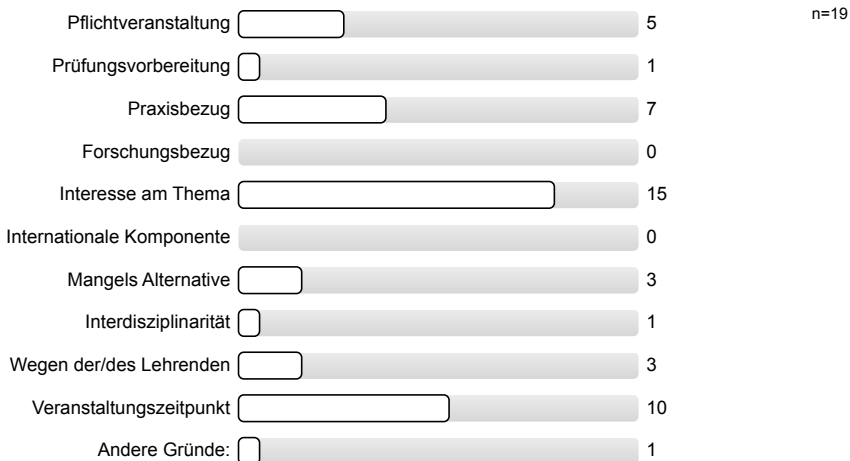 n=19
Pflichtveranstaltung 5
Prüfungsvorbereitung 1
Praxisbezug 7
Forschungsbezug 0
Interesse am Thema 15
Internationale Komponente 0
Mangels Alternative 3
Interdisziplinarität 1
Wegen der/des Lehrenden 3
Veranstaltungszeitpunkt 10
Andere Gründe: 1